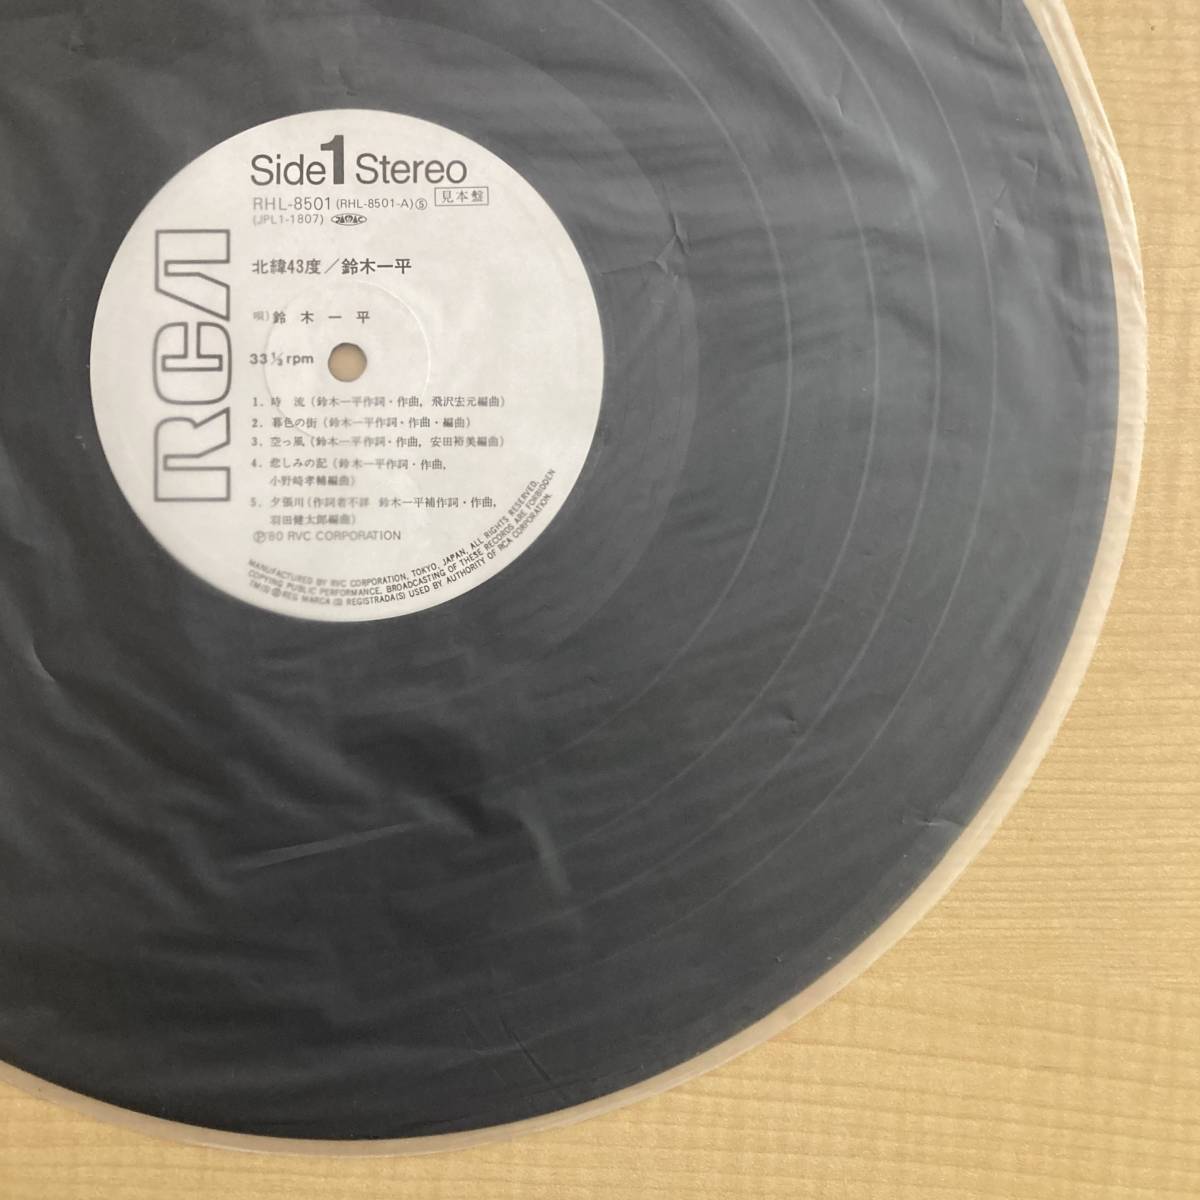 Side 1 Stereo
RHL-8501 (RHL-8501-A) Ⓢ 見本盤
(JPL1-1807) JASRAC
北緯43度／鈴木一平
唄) 鈴木一平
33 1/3 rpm
1. 時 流 (鈴木一平作詞・作曲, 飛沢宏元編曲)
2. 暮色の街 (鈴木一平作詞・作曲・編曲)
3. 空っ風 (鈴木一平作詞・作曲, 安田裕美編曲)
4. 悲しみの記 (鈴木一平作詞・作曲,
小野崎孝輔編曲)
5. 夕張川 (作詞者不詳 鈴木一平補作詞・作曲,
羽田健太郎編曲)
Ⓟ'80 RVC CORPORATION
MANUFACTURED BY RVC CORPORATION, TOKYO, JAPAN, ALL RIGHTS RESERVED,
COPYING PUBLIC PERFORMANCE, BROADCASTING OF THESE RECORDS ARE FORBIDDEN
TM(S) ® REG. MARCA (S) REGISTRADA(S) USED BY AUTHORITY OF RCA CORPORATION.
RCA